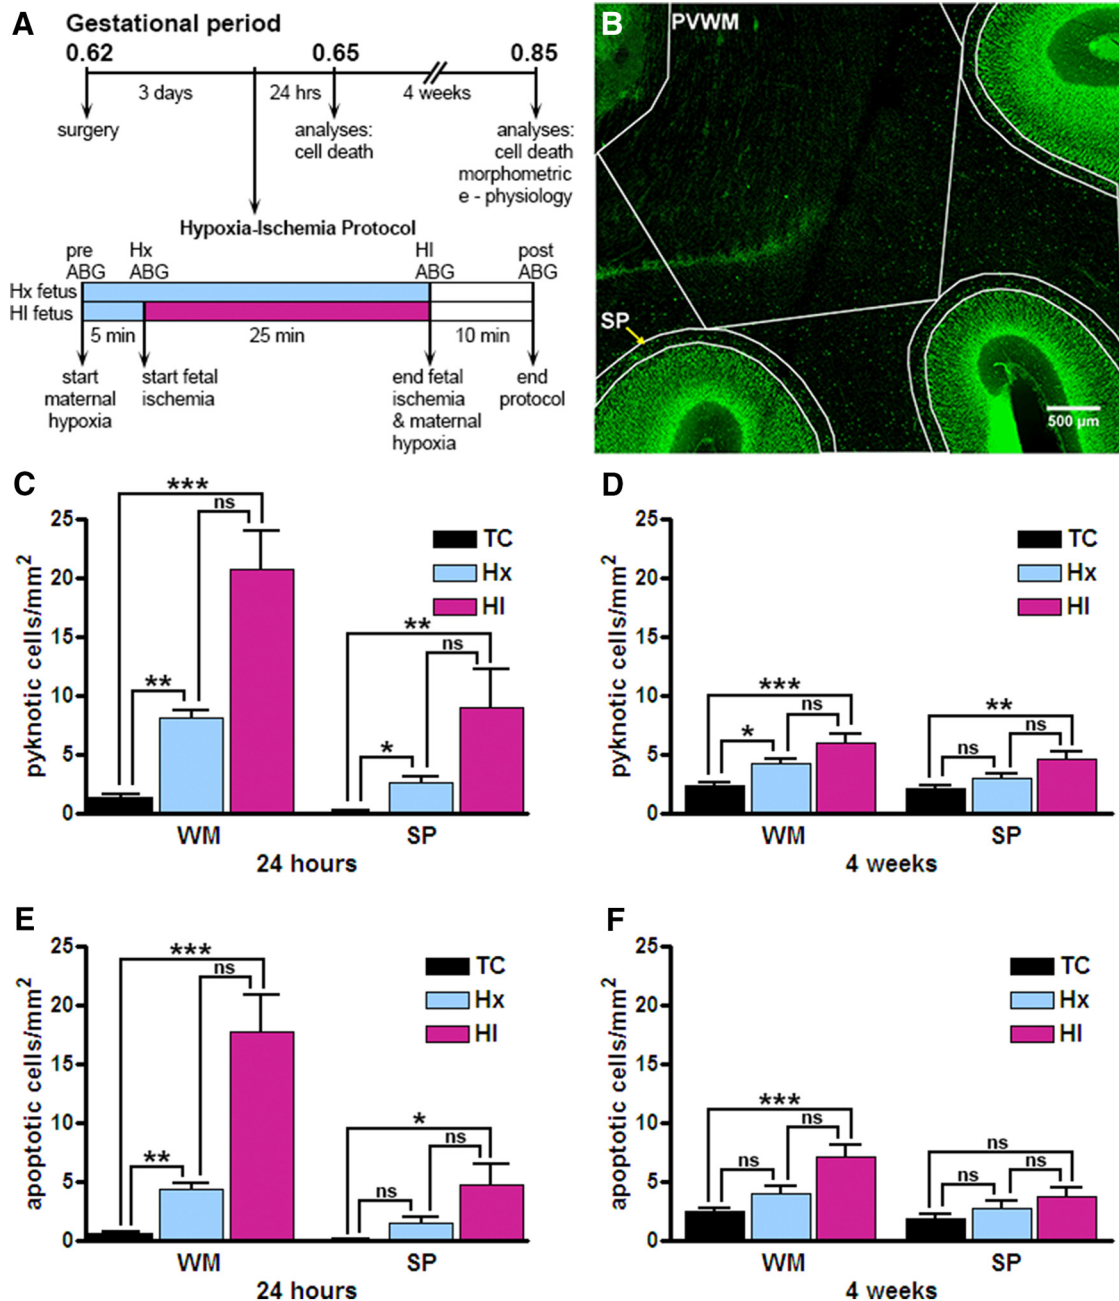 A
Gestational period
0.62 0.65 0.85
3 days 24 hrs 4 weeks
surgery
analyses:
cell death
analyses:
cell death
morphometric
e - physiology
Hypoxia-Ischemia Protocol
pre
ABG
Hx
ABG
HI
ABG
post
ABG
Hx fetus
HI fetus
5 min 25 min 10 min
start
maternal
hypoxia
start fetal
ischemia
end fetal
ischemia
& maternal
hypoxia
end
protocol
B
PVWM
SP
500 µm
C
pyknotic cells/mm2
25
20
15
10
5
0
***
ns
**
**
ns
*
TC
Hx
HI
WM SP
24 hours
D
pyknotic cells/mm2
25
20
15
10
5
0
TC
Hx
HI
***
ns
*
**
ns
ns
WM SP
4 weeks
E
apoptotic cells/mm2
25
20
15
10
5
0
***
ns
**
*
ns
ns
TC
Hx
HI
WM SP
24 hours
F
apoptotic cells/mm2
25
20
15
10
5
0
TC
Hx
HI
***
ns
ns
ns
ns
ns
WM SP
4 weeks